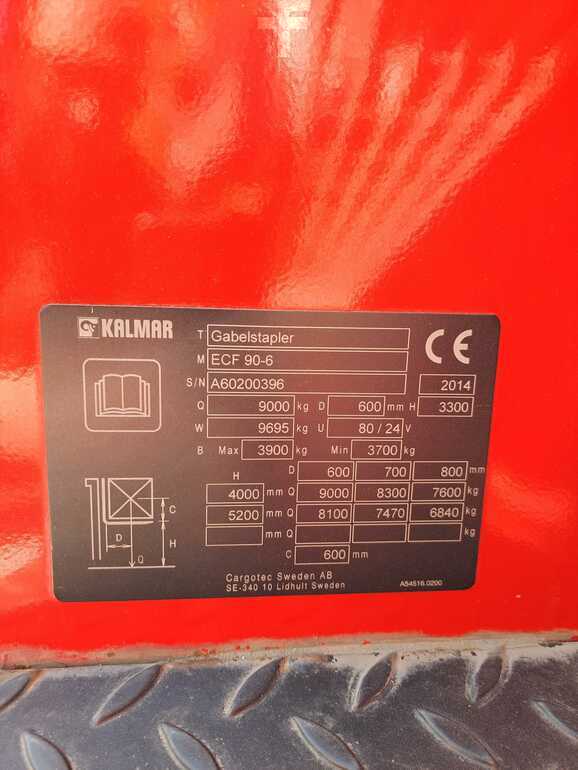 KALMAR
T Gabelstapler
M ECF 90-6
CE
S/N A60200396 2014
Q 9000 kg D 600 mm H 3300
W 9695 kg U 80 / 24 V
B Max 3900 kg Min 3700 kg
H D 600 700 800 mm
4000 mm Q 9000 8300 7600 kg
5200 mm Q 8100 7470 6840 kg
mm Q kg
C 600 mm
C
D H
Q
Cargotec Sweden AB
SE-340 10 Lidhult Sweden
A54516.0200